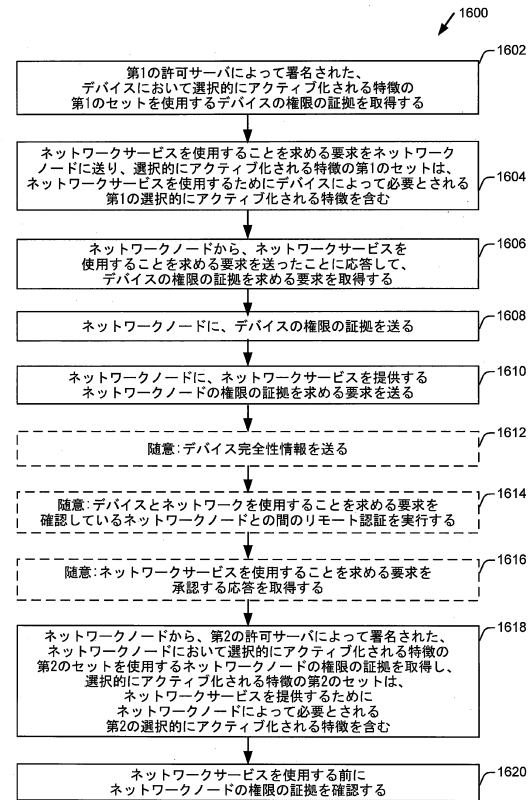 1600
1602
第1の許可サーバによって署名された、
デバイスにおいて選択的にアクティブ化される特徴の
第1のセットを使用するデバイスの権限の証拠を取得する
ネットワークサービスを使用することを求める要求をネットワーク
ノードに送り、選択的にアクティブ化される特徴の第1のセットは、
ネットワークサービスを使用するためにデバイスによって必要とされる
第1の選択的にアクティブ化される特徴を含む
1604
ネットワークノードから、ネットワークサービスを
使用することを求める要求を送ったことに応答して、
デバイスの権限の証拠を求める要求を取得する
1606
ネットワークノードに、デバイスの権限の証拠を送る
1608
ネットワークノードに、ネットワークサービスを提供する
ネットワークノードの権限の証拠を求める要求を送る
1610
随意:デバイス完全性情報を送る
1612
随意:デバイスとネットワークを使用することを求める要求を
確認しているネットワークノードとの間のリモート認証を実行する
1614
随意:ネットワークサービスを使用することを求める要求を
承認する応答を取得する
1616
ネットワークノードから、第2の許可サーバによって署名された、
ネットワークノードにおいて選択的にアクティブ化される特徴の
第2のセットを使用するネットワークノードの権限の証拠を取得し、
選択的にアクティブ化される特徴の第2のセットは、
ネットワークサービスを提供するために
ネットワークノードによって必要とされる
第2の選択的にアクティブ化される特徴を含む
1618
ネットワークサービスを使用する前に
ネットワークノードの権限の証拠を確認する
1620